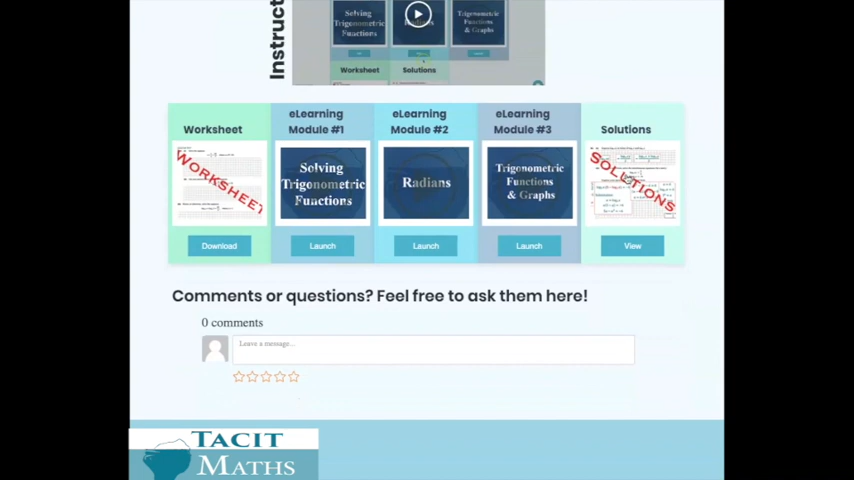 Instruct
Solving
Trigonometric
Functions
Radians
Trigonometric
Functions
& Graphs
Worksheet
Solutions
Worksheet
eLearning
Module #1
eLearning
Module #2
eLearning
Module #3
Solutions
WORKSHEET
Solving
Trigonometric
Functions
Radians
Trigonometric
Functions
& Graphs
SOLUTIONS
Download
Launch
Launch
Launch
View
Comments or questions? Feel free to ask them here!
0 comments
Leave a message...
TACIT
MATHS